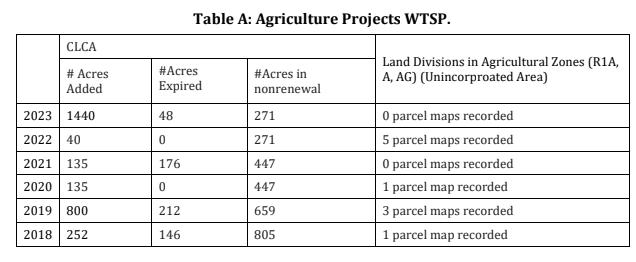 Table A: Agriculture Projects WTSP.
CLCA
Land Divisions in Agricultural Zones (R1A,
A, AG) (Unincorproated Area)
# Acres
Added
#Acres
Expired
#Acres in
nonrenewal
2023 1440 48 271 0 parcel maps recorded
2022 40 0 271 5 parcel maps recorded
2021 135 176 447 0 parcel maps recorded
2020 135 0 447 1 parcel map recorded
2019 800 212 659 3 parcel maps recorded
2018 252 146 805 1 parcel map recorded